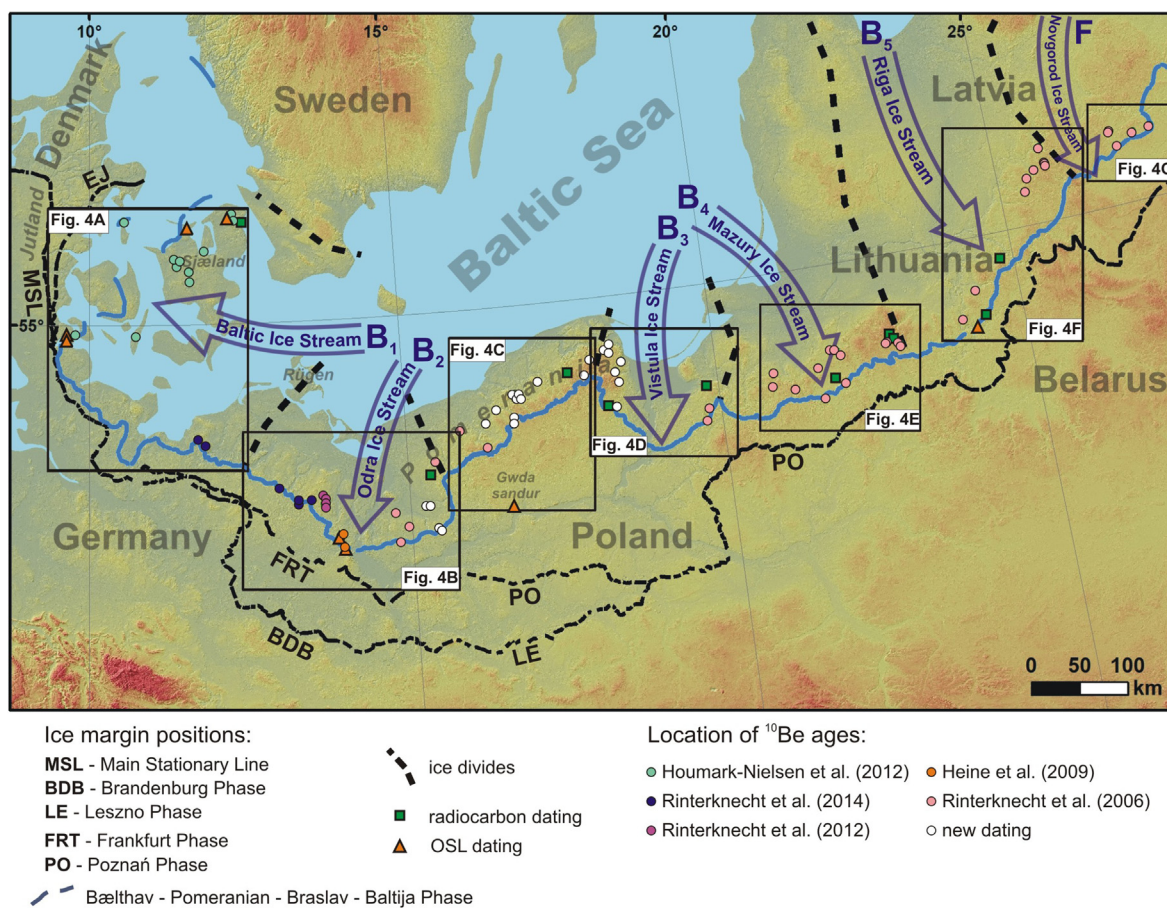 10°
15°
20°
25°
Denmark
Sweden
Baltic Sea
Latvia
Lithuania
Belarus
Germany
Poland
Jutland
EJ
Fig. 4A
Sjæland
MSL
55°
Baltic Ice Stream
B1
B2
Odra Ice Stream
Rügen
Fig. 4C
Pomerania
Gwda
sandur
B3
Vistula Ice Stream
B4
Mazury Ice Stream
B5
Riga Ice Stream
F
Novgorod Ice Stream
Fig. 4G
Fig. 4F
Fig. 4E
Fig. 4D
Fig. 4B
PO
FRT
PO
BDB
LE
0 50 100
km
Ice margin positions:
MSL - Main Stationary Line
BDB - Brandenburg Phase
LE - Leszno Phase
FRT - Frankfurt Phase
PO - Poznań Phase
Bælthav - Pomeranian - Braslav - Baltija Phase
ice divides
radiocarbon dating
OSL dating
Location of 10Be ages:
Houmark-Nielsen et al. (2012)
Rinterknecht et al. (2014)
Rinterknecht et al. (2012)
Heine et al. (2009)
Rinterknecht et al. (2006)
new dating